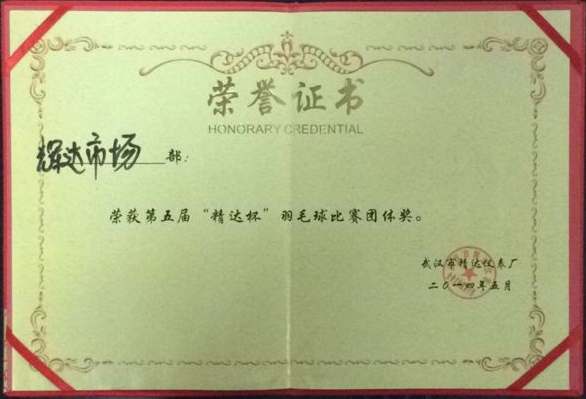 荣誉证书
HONORARY CREDENTIAL
辉达市场部：
荣获第五届“精达杯”羽毛球比赛团体奖。
武汉市精达仪表厂
二〇一四年五月